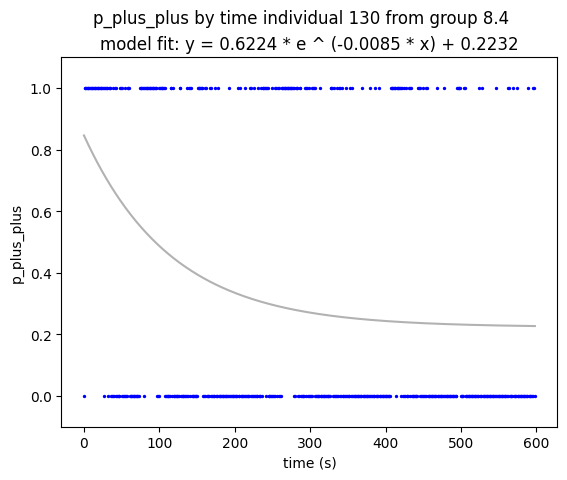 p_plus_plus by time individual 130 from group 8.4
model fit: y = 0.6224 * e ^ (-0.0085 * x) + 0.2232
1.0
0.8
0.6
0.4
0.2
0.0
p_plus_plus
0 100 200 300 400 500 600
time (s)